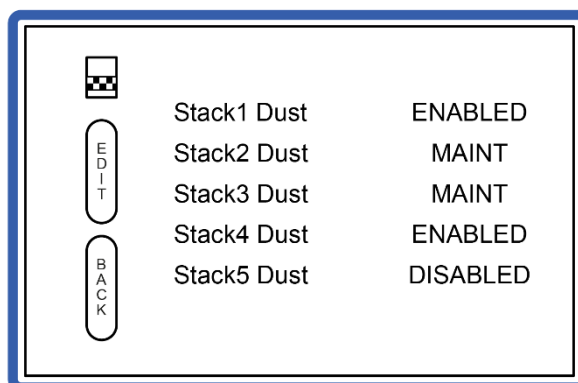 Stack1 Dust ENABLED
Stack2 Dust MAINT
Stack3 Dust MAINT
Stack4 Dust ENABLED
Stack5 Dust DISABLED
EDIT
BACK